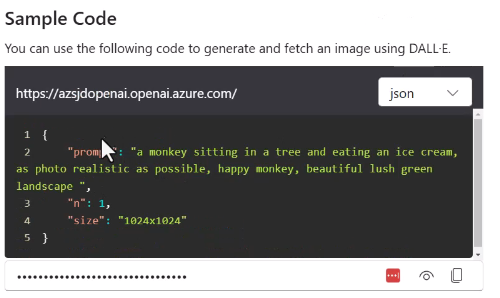 Sample Code
You can use the following code to generate and fetch an image using DALL·E.
https://azsjdopenai.openai.azure.com/
json
1 {
2 "prompt": "a monkey sitting in a tree and eating an ice cream,
as photo realistic as possible, happy monkey, beautiful lush green
landscape ",
3 "n": 1,
4 "size": "1024x1024"
5 }
••••••••••••••••••••••••••••••••